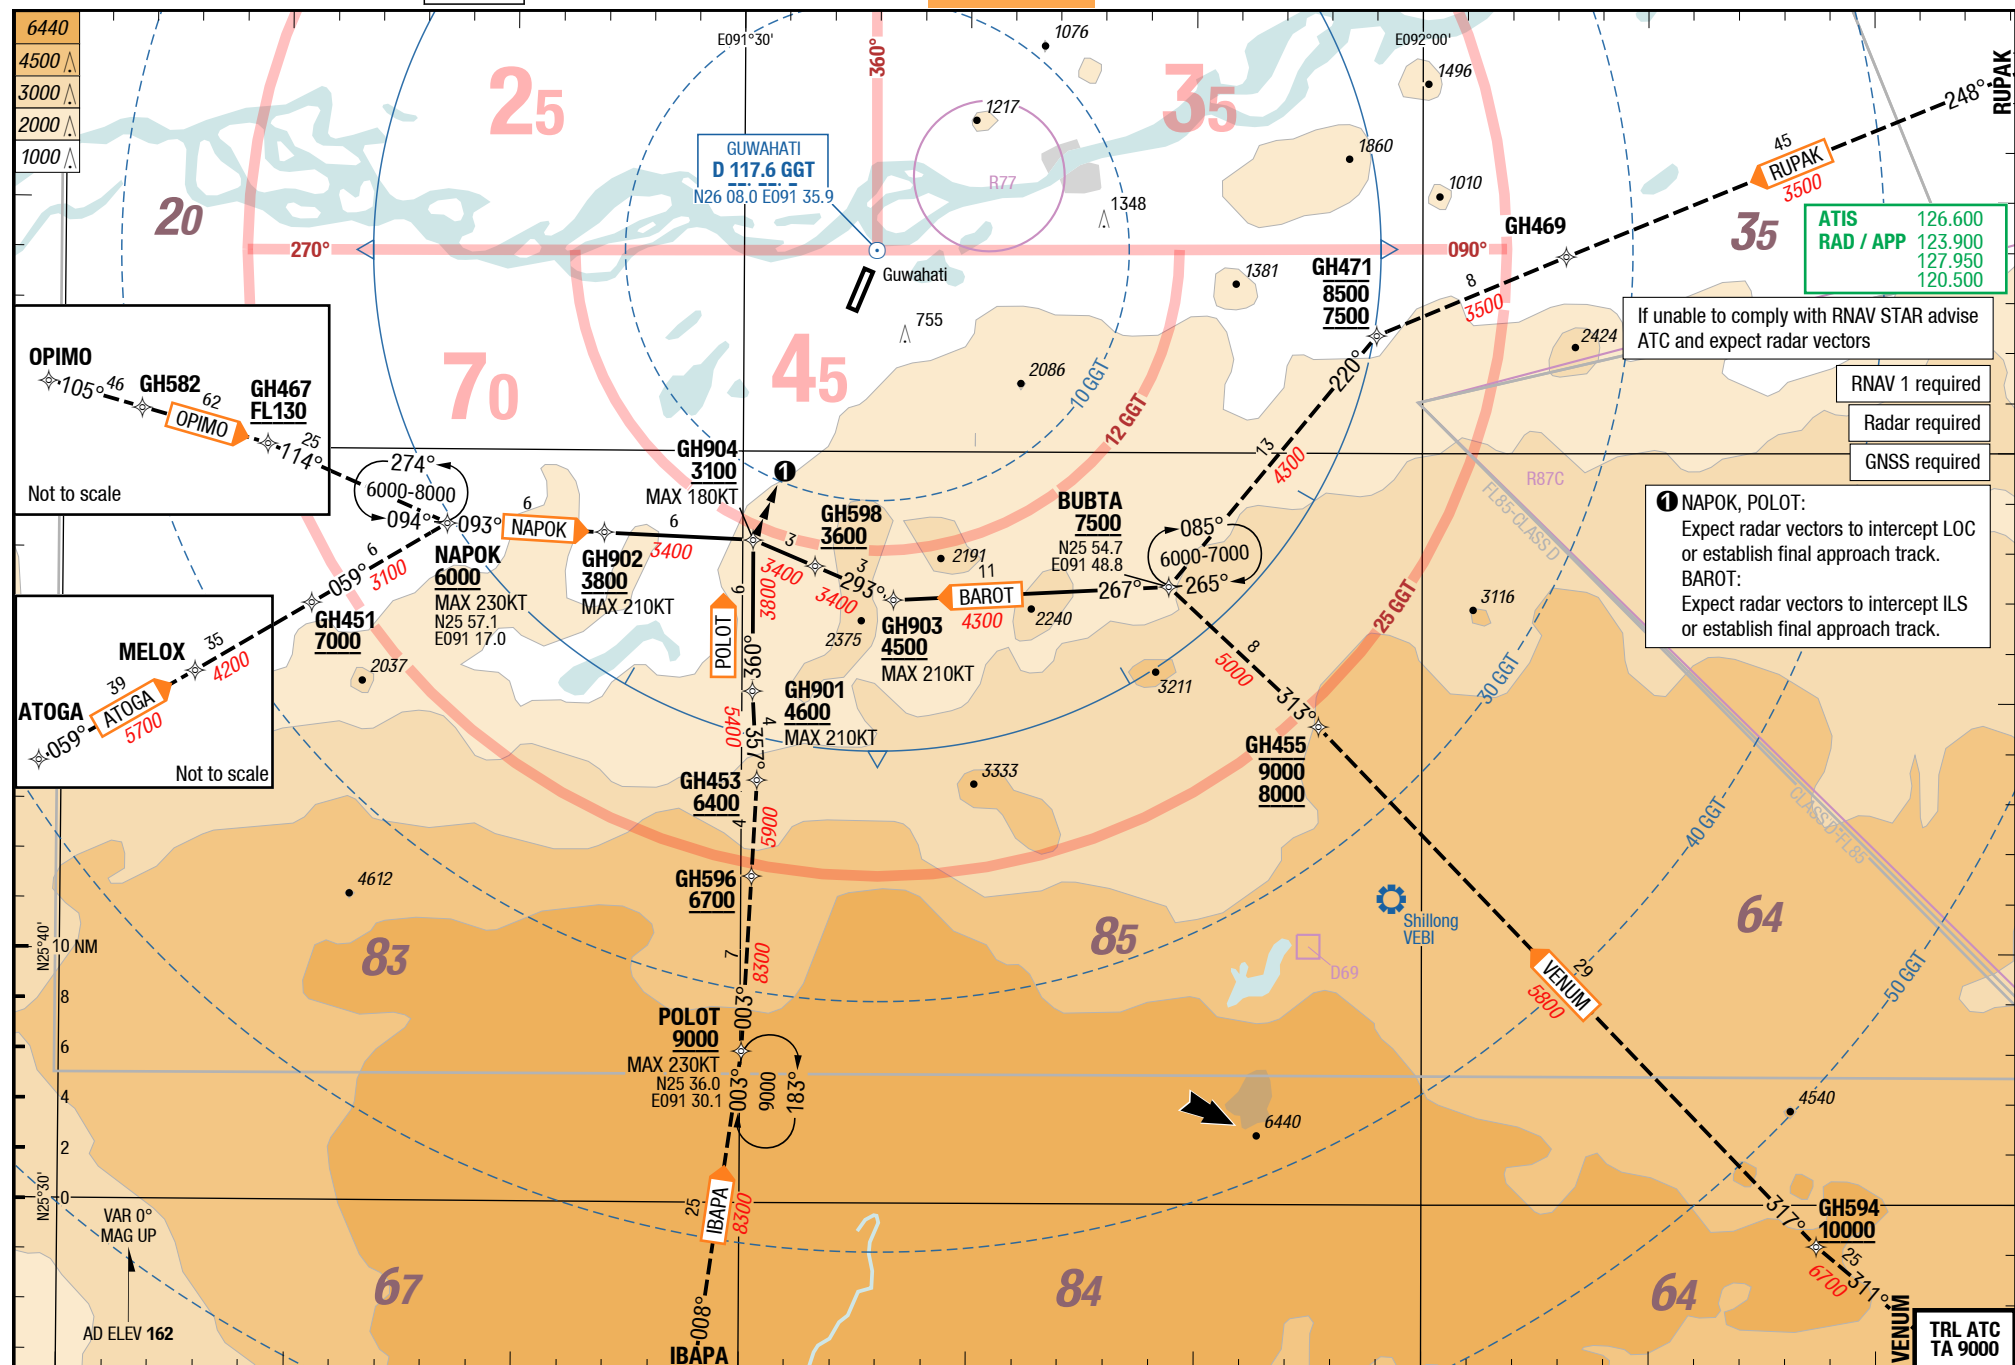 6440
4500
3000
2000
1000
E091°30'
E092°00'
360°
1076
1496
25
35
1217
1860
1010
R77
1348
GUWAHATI
D 117.6 GGT
N26 08.0 E091 35.9
248°
RUPAK
45
RUPAK
3500
20
270°
090°
Guwahati
755
1381
GH469
8
3500
35
ATIS 126.600
RAD / APP 123.900
127.950
120.500
GH471
8500
7500
220°
2424
If unable to comply with RNAV STAR advise
ATC and expect radar vectors
RNAV 1 required
Radar required
GNSS required
OPIMO
105°
46
GH582
62
OPIMO
GH467
FL130
25
114°
Not to scale
70
45
2086
10 GGT
12 GGT
13
4300
R87C
FL85-CLASS D
1 NAPOK, POLOT:
Expect radar vectors to intercept LOC
or establish final approach track.
BAROT:
Expect radar vectors to intercept ILS
or establish final approach track.
274°
6000-8000
094°
093°
6
NAPOK
NAPOK
6000
MAX 230KT
N25 57.1
E091 17.0
GH902
3800
MAX 210KT
6
3400
GH904
3100
MAX 180KT
1
GH598
3600
3
3400
3
3400
293°
2191
11
BAROT
4300
2240
2375
GH903
4500
MAX 210KT
BUBTA
7500
N25 54.7
E091 48.8
085°
6000-7000
265°
267°
3116
25 GGT
30 GGT
40 GGT
50 GGT
CLASS D-FL85
6
059°
3100
GH451
7000
2037
MELOX
35
4200
ATOGA
39
ATOGA
5700
059°
Not to scale
6
3800
POLOT
360°
GH901
4600
MAX 210KT
4
5400
357°
GH453
6400
4
5900
GH596
6700
7
8300
003°
POLOT
9000
MAX 230KT
N25 36.0
E091 30.1
003°
9000
183°
25
IBAPA
8300
008°
IBAPA
3211
3333
8
5000
313°
GH455
9000
8000
4612
83
85
64
Shillong
VEBI
D69
29
VENUM
5800
6440
4540
317°
GH594
10000
25
6700
311°
VENUM
N25°40'
10 NM
8
6
4
2
0
N25°30'
VAR 0°
MAG UP
AD ELEV 162
67
84
64
TRL ATC
TA 9000